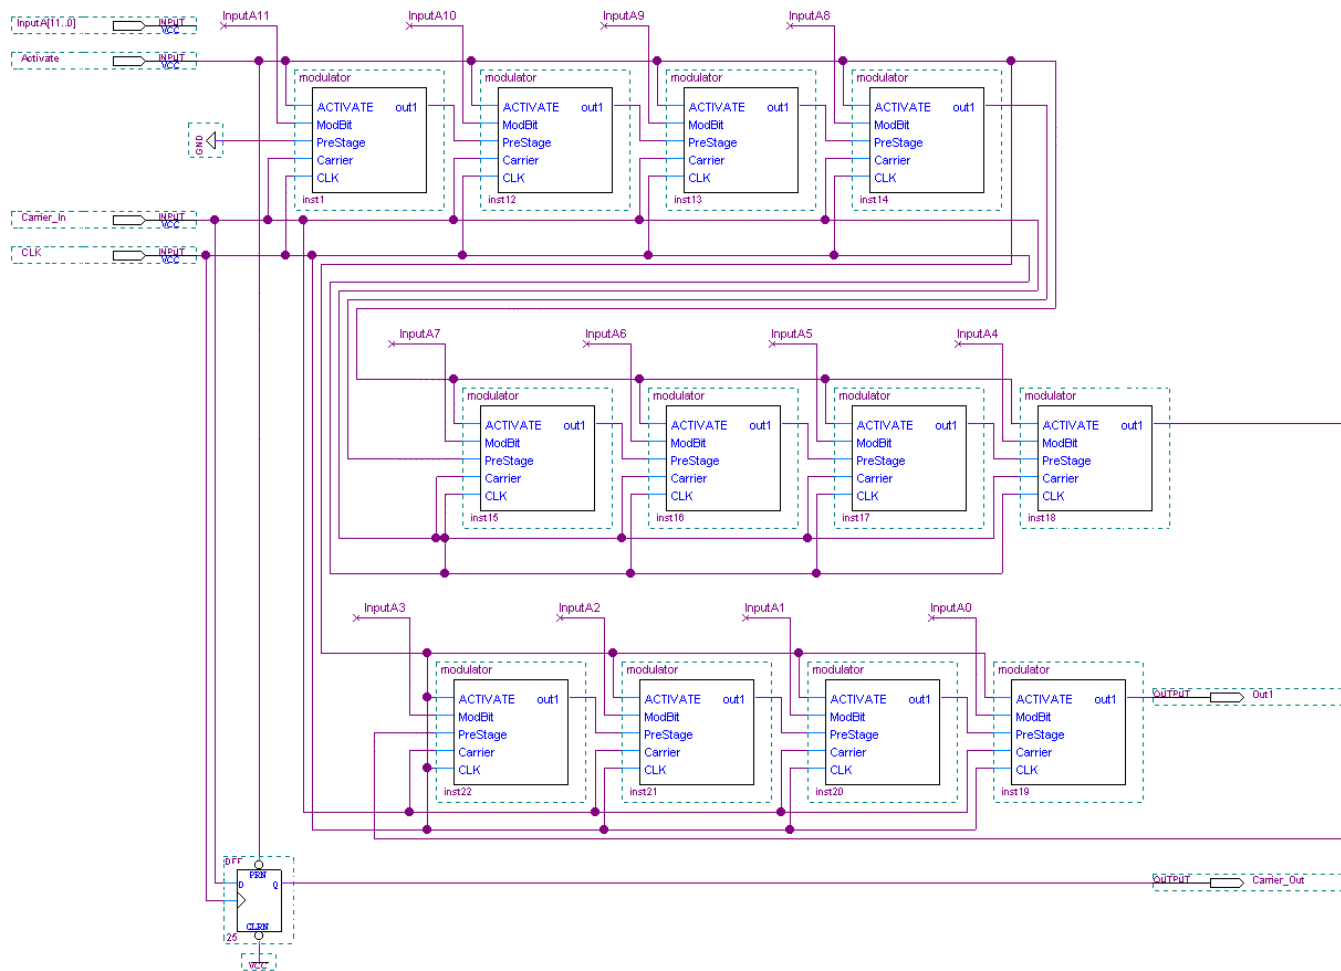 InputA[11..0] INPUT VCC InputA11 InputA10 InputA9 InputA8
Activate INPUT VCC
modulator modulator modulator modulator
ACTIVATE out1 ACTIVATE out1 ACTIVATE out1 ACTIVATE out1
ModBit ModBit ModBit ModBit
GND PreStage PreStage PreStage PreStage
Carrier Carrier Carrier Carrier
CLK CLK CLK CLK
inst1 inst12 inst13 inst14
Carrier_In INPUT VCC
CLK INPUT VCC
InputA7 InputA6 InputA5 InputA4
modulator modulator modulator modulator
ACTIVATE out1 ACTIVATE out1 ACTIVATE out1 ACTIVATE out1
ModBit ModBit ModBit ModBit
PreStage PreStage PreStage PreStage
Carrier Carrier Carrier Carrier
CLK CLK CLK CLK
inst15 inst16 inst17 inst18
InputA3 InputA2 InputA1 InputA0
modulator modulator modulator modulator
ACTIVATE out1 ACTIVATE out1 ACTIVATE out1 ACTIVATE out1 OUTPUT Out1
ModBit ModBit ModBit ModBit
PreStage PreStage PreStage PreStage
Carrier Carrier Carrier Carrier
CLK CLK CLK CLK
inst22 inst21 inst20 inst19
DFF
PRN
D Q OUTPUT Carrier_Out
CLRN
25
VCC